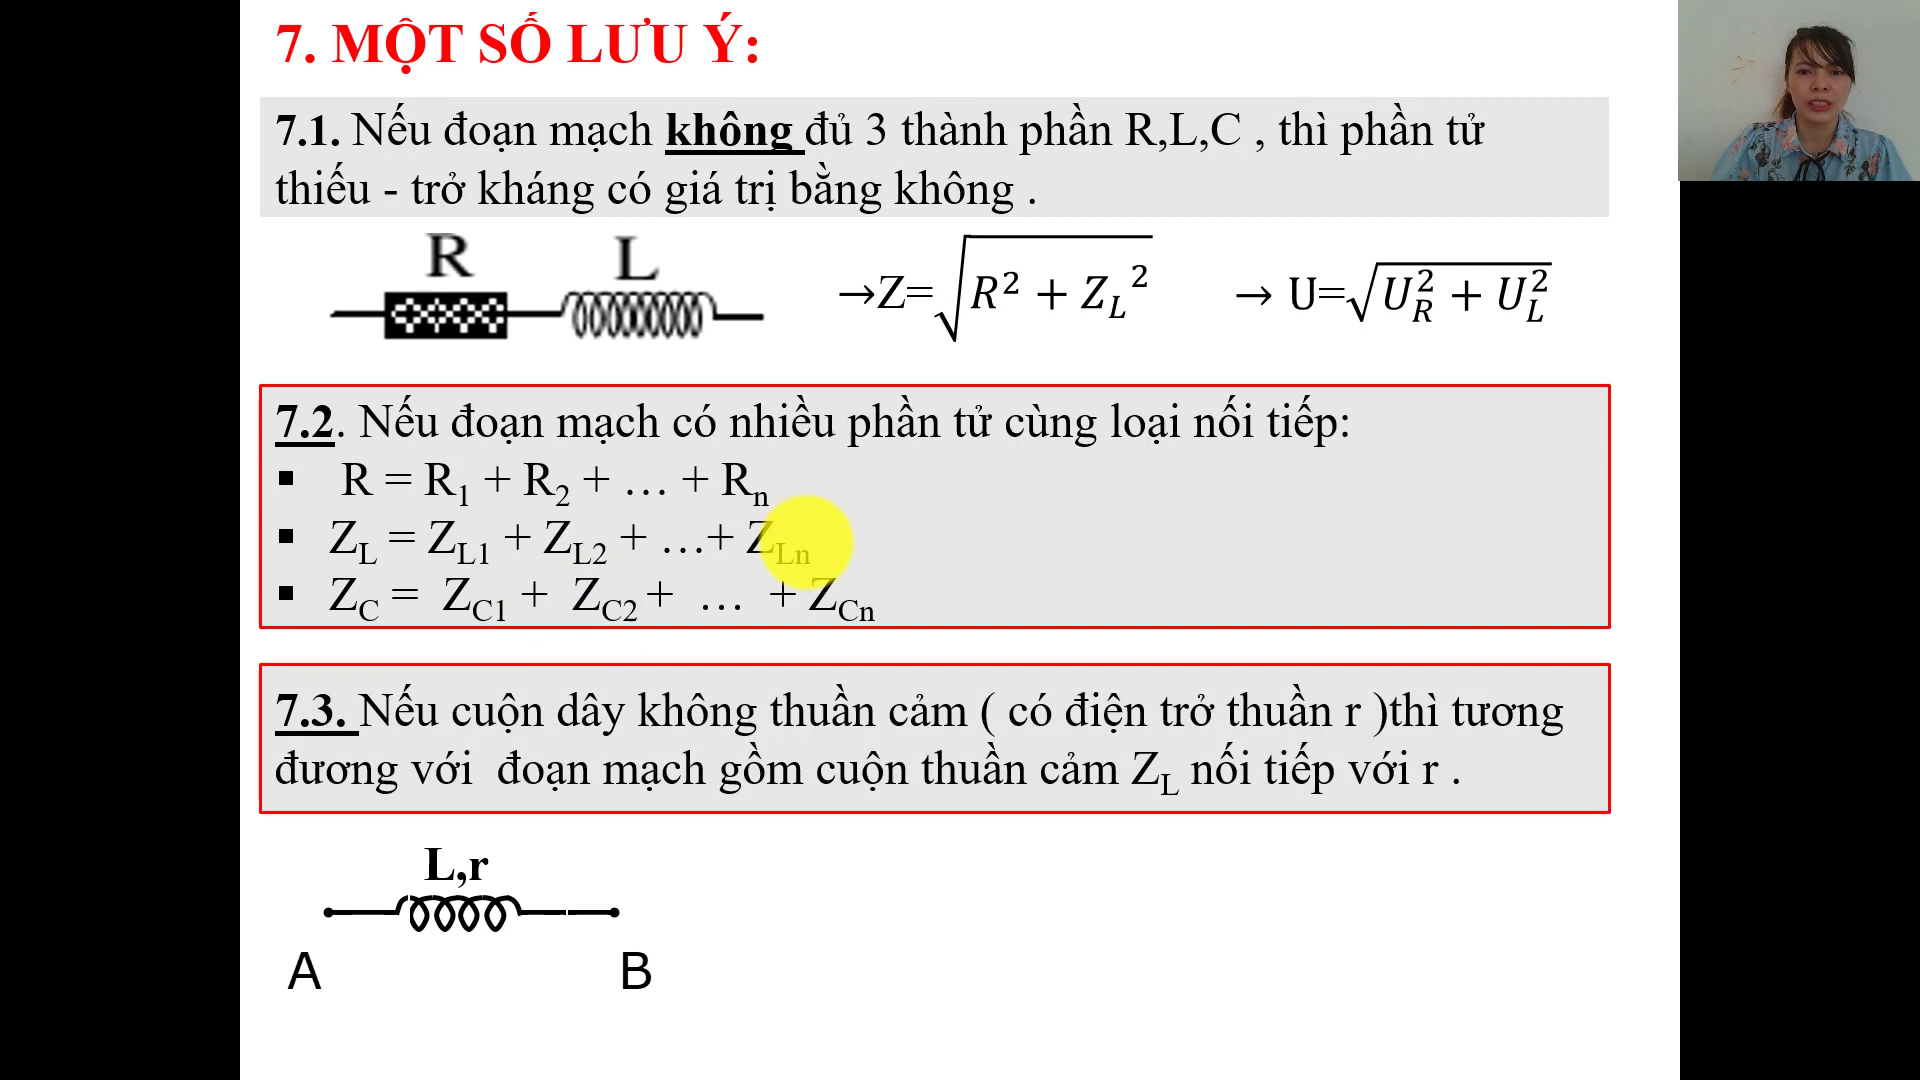 7. MỘT SỐ LƯU Ý:
7.1. Nếu đoạn mạch không đủ 3 thành phần R,L,C , thì phần tử
thiếu - trở kháng có giá trị bằng không .
R L →Z=√(R² + Z_L²) → U=√(U_R² + U_L²)
7.2. Nếu đoạn mạch có nhiều phần tử cùng loại nối tiếp:
▪ R = R₁ + R₂ + … + Rₙ
▪ Z_L = Z_L1 + Z_L2 + …+ Z_Ln
▪ Z_C = Z_C1 + Z_C2 + … + Z_Cn
7.3. Nếu cuộn dây không thuần cảm ( có điện trở thuần r )thì tương
đương với đoạn mạch gồm cuộn thuần cảm Z_L nối tiếp với r .
L,r
A B